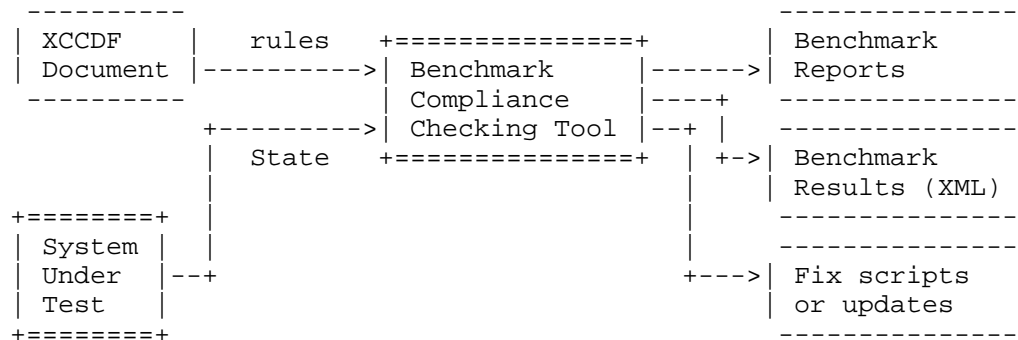 XCCDF rules Benchmark
Document Benchmark Reports
Compliance
Checking Tool
State Benchmark
Results (XML)
System
Under Fix scripts
Test or updates